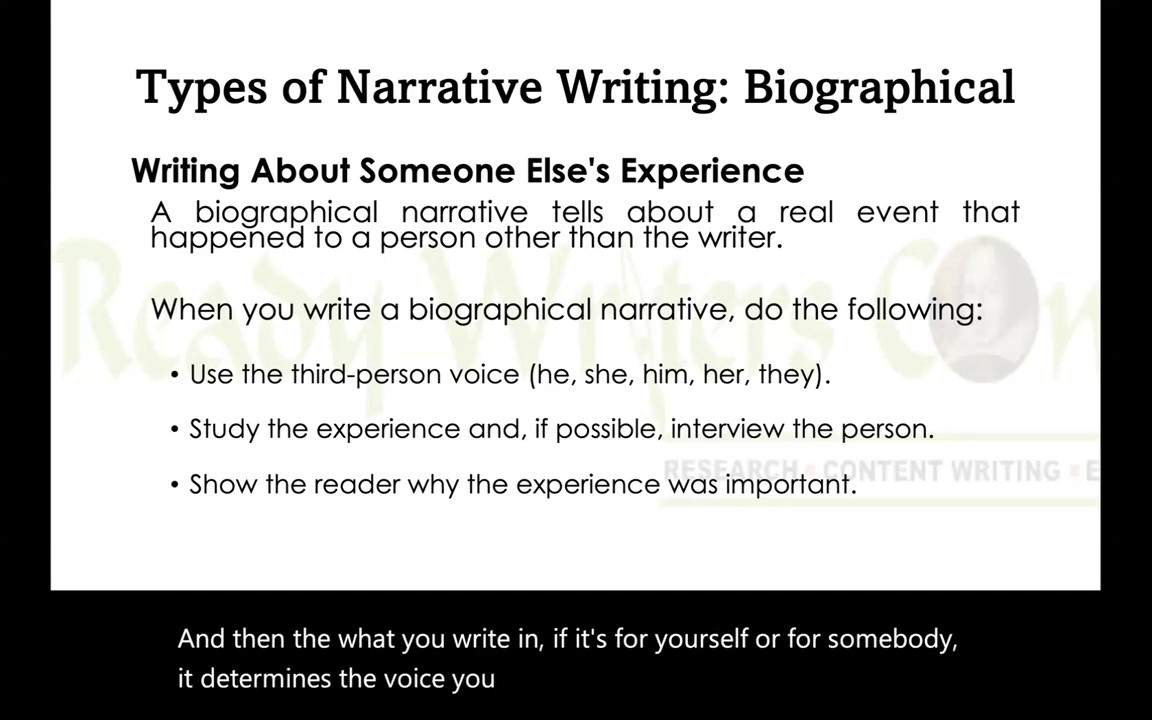 Types of Narrative Writing: Biographical
Writing About Someone Else's Experience
A biographical narrative tells about a real event that
happened to a person other than the writer.
When you write a biographical narrative, do the following:
• Use the third-person voice (he, she, him, her, they).
• Study the experience and, if possible, interview the person.
• Show the reader why the experience was important.
Ready Writers Con
RESEARCH • CONTENT WRITING • E
And then the what you write in, if it's for yourself or for somebody,
it determines the voice you